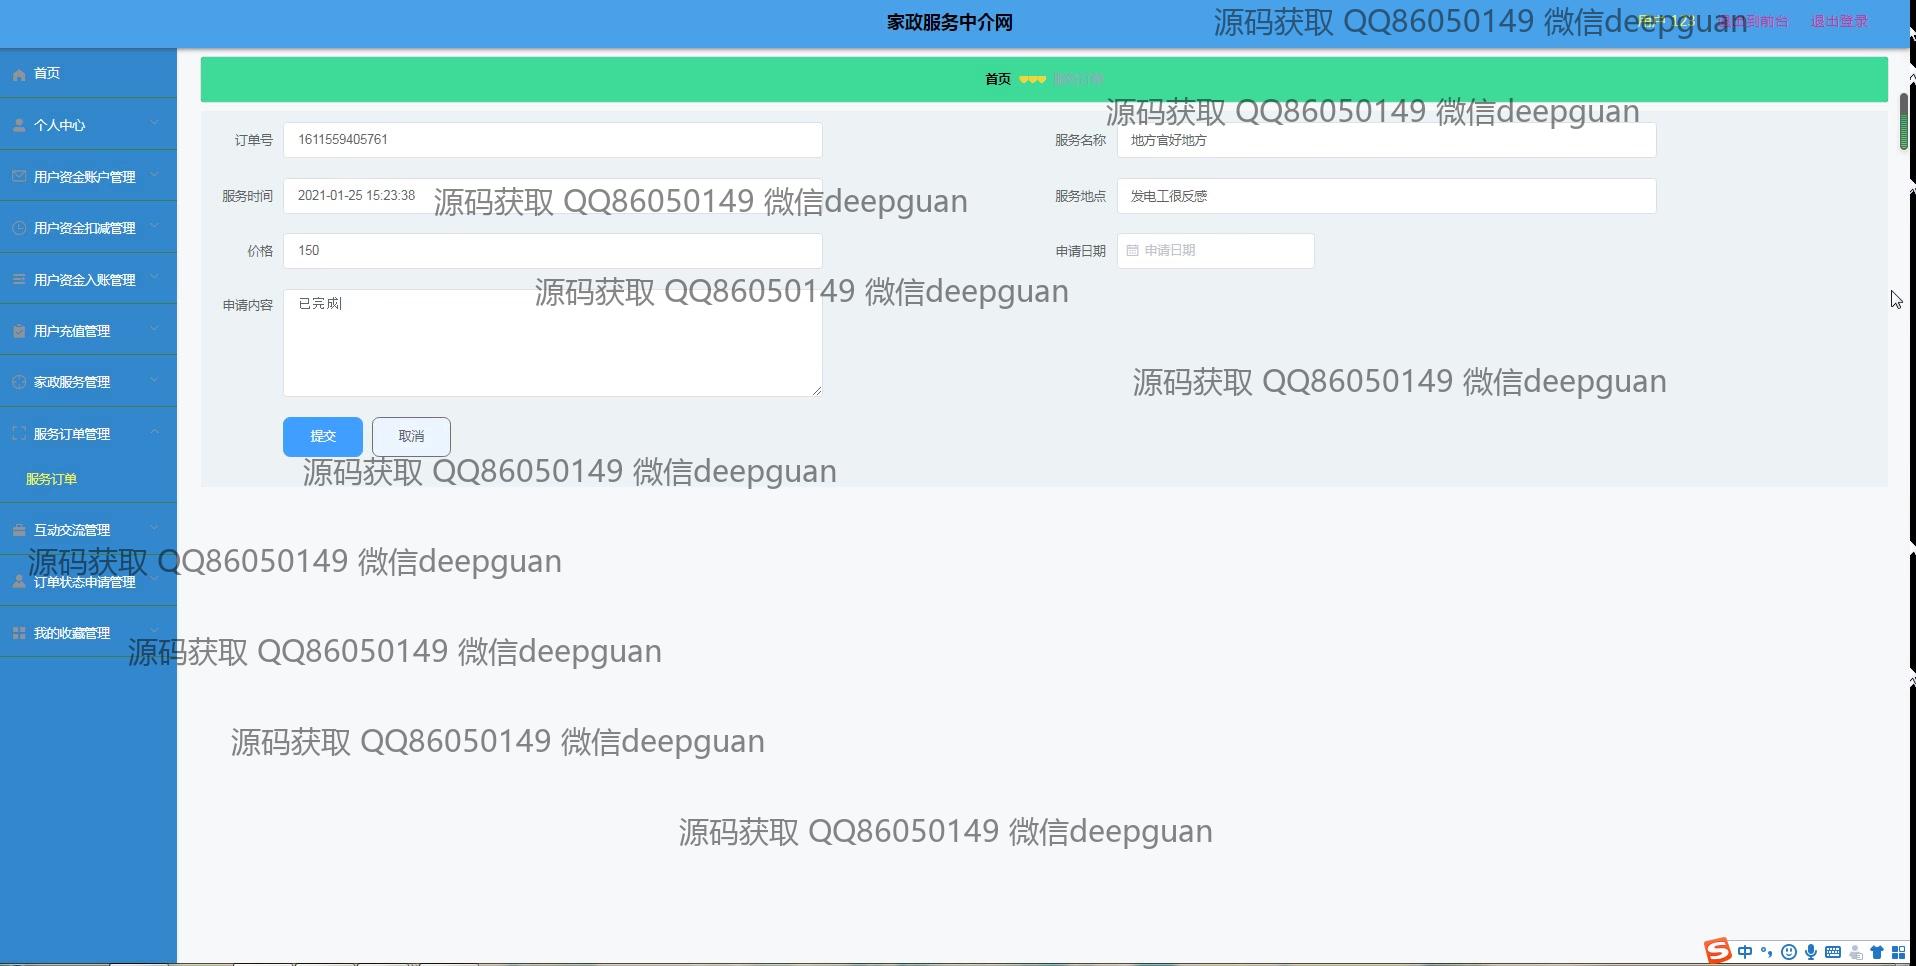 家政服务中介网
用户 123 退出到前台 退出登录
源码获取 QQ86050149 微信deepguan
首页
个人中心
用户资金账户管理
用户资金扣减管理
用户资金入账管理
用户充值管理
家政服务管理
服务订单管理
服务订单
互动交流管理
订单状态申请管理
我的收藏管理
首页 服务订单
源码获取 QQ86050149 微信deepguan
订单号 1611559405761
服务名称 地方官好地方
服务时间 2021-01-25 15:23:38
源码获取 QQ86050149 微信deepguan
服务地点 发电工很反感
价格 150
申请日期 申请日期
源码获取 QQ86050149 微信deepguan
申请内容 已完成
源码获取 QQ86050149 微信deepguan
提交 取消
源码获取 QQ86050149 微信deepguan
源码获取 QQ86050149 微信deepguan
源码获取 QQ86050149 微信deepguan
源码获取 QQ86050149 微信deepguan
源码获取 QQ86050149 微信deepguan
中